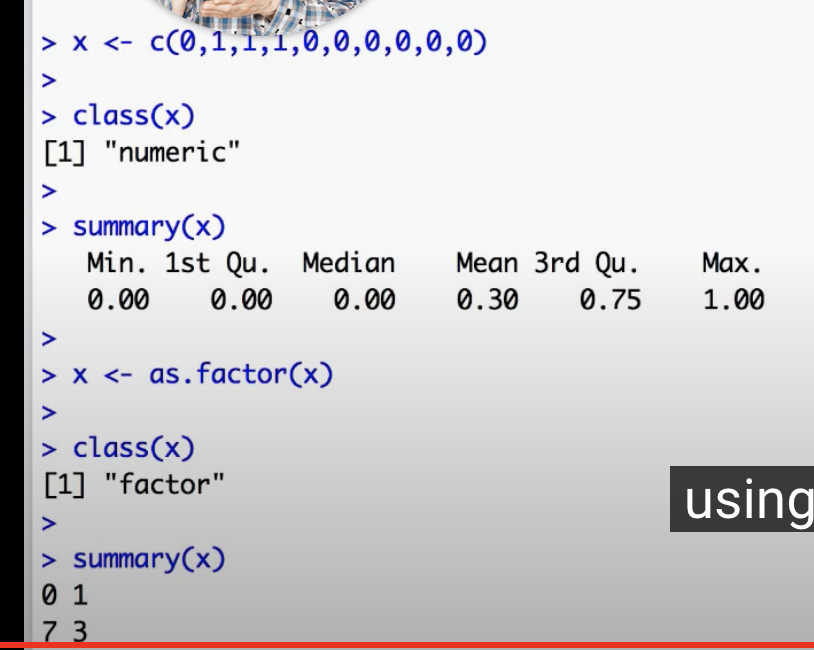 > x <- c(0,1,1,1,0,0,0,0,0,0)
>
> class(x)
[1] "numeric"
>
> summary(x)
   Min. 1st Qu.  Median    Mean 3rd Qu.    Max.
   0.00    0.00    0.00    0.30    0.75    1.00
>
> x <- as.factor(x)
>
> class(x)
[1] "factor"
>
> summary(x)
0 1
7 3
using